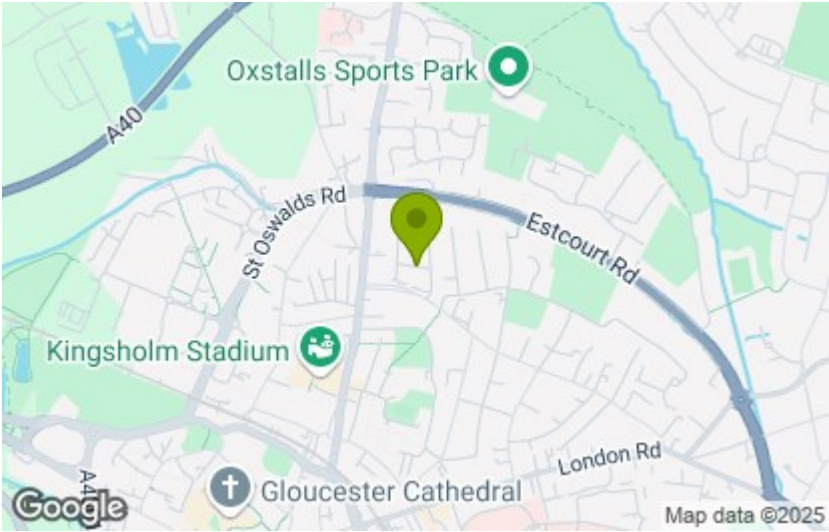 Oxstalls Sports Park
A40
St Oswalds Rd
Estcourt Rd
Kingsholm Stadium
London Rd
Gloucester Cathedral
Google
Map data ©2025